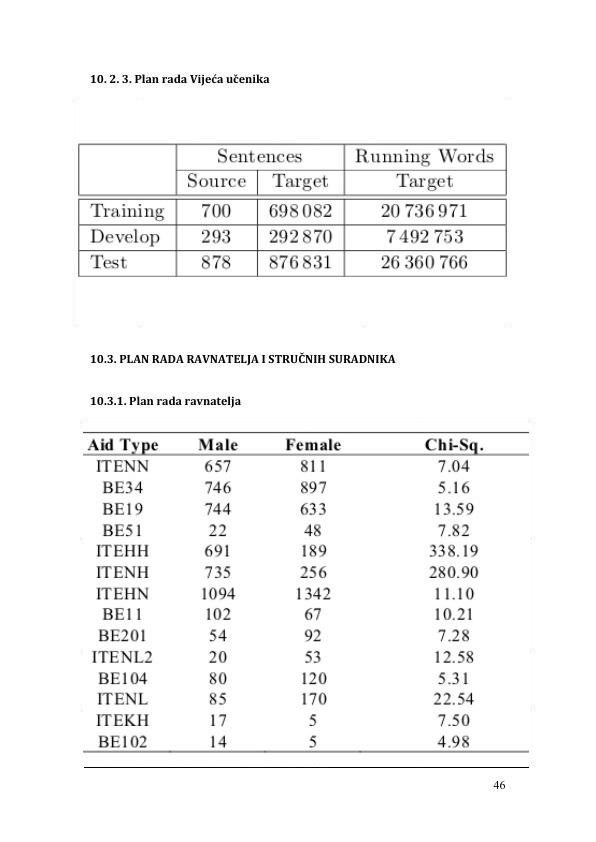 10. 2. 3. Plan rada Vijeća učenika
Sentences Running Words
Source Target Target
Training 700 698 082 20 736 971
Develop 293 292 870 7 492 753
Test 878 876 831 26 360 766
10.3. PLAN RADA RAVNATELJA I STRUČNIH SURADNIKA
10.3.1. Plan rada ravnatelja
Aid Type Male Female Chi-Sq.
ITENN 657 811 7.04
BE34 746 897 5.16
BE19 744 633 13.59
BE51 22 48 7.82
ITEHH 691 189 338.19
ITENH 735 256 280.90
ITEHN 1094 1342 11.10
BE11 102 67 10.21
BE201 54 92 7.28
ITENL2 20 53 12.58
BE104 80 120 5.31
ITENL 85 170 22.54
ITEKH 17 5 7.50
BE102 14 5 4.98
46